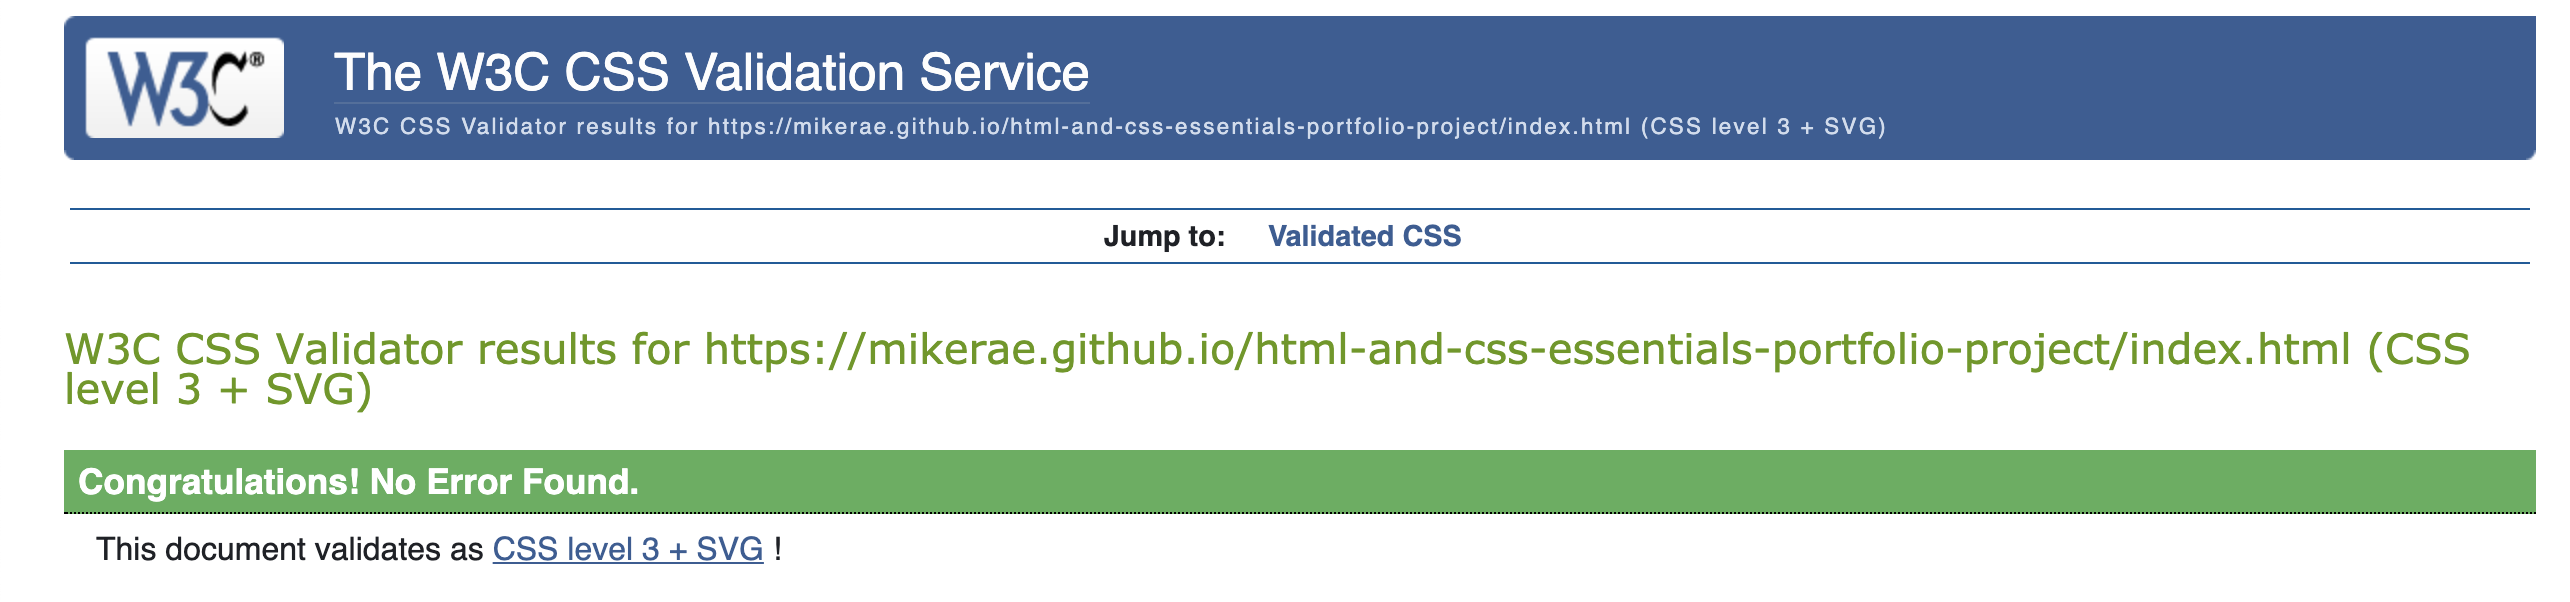 W3C®
The W3C CSS Validation Service
W3C CSS Validator results for https://mikerae.github.io/html-and-css-essentials-portfolio-project/index.html (CSS level 3 + SVG)
Jump to: Validated CSS
W3C CSS Validator results for https://mikerae.github.io/html-and-css-essentials-portfolio-project/index.html (CSS
level 3 + SVG)
Congratulations! No Error Found.
This document validates as CSS level 3 + SVG !